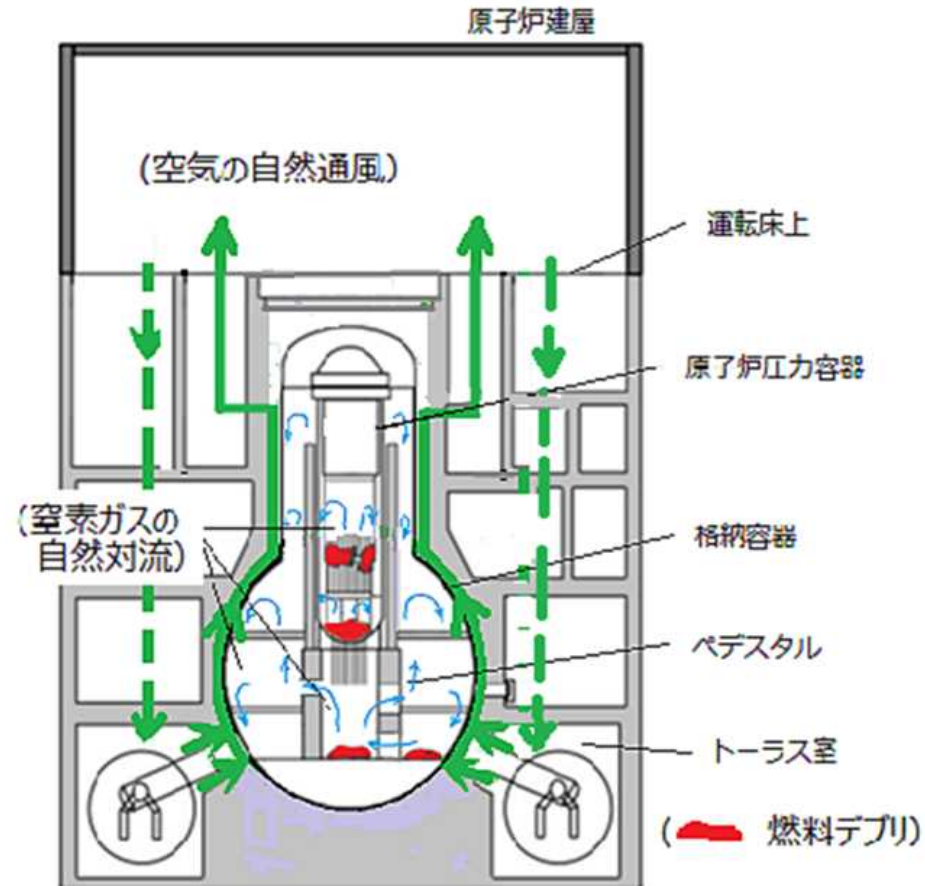 原子炉建屋
(空気の自然通風)
運転床上
原子炉圧力容器
(窒素ガスの
自然対流)
格納容器
ペデスタル
トーラス室
( 燃料デブリ)